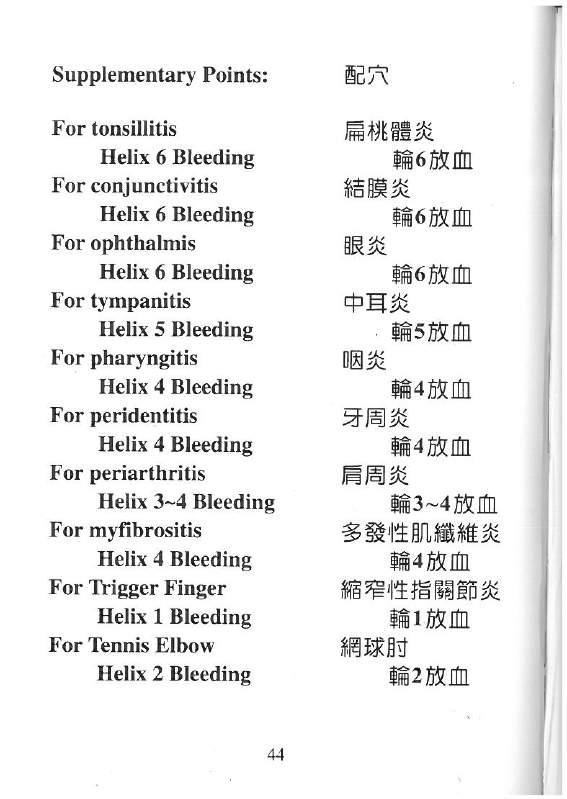 Supplementary Points: 配穴
For tonsillitis 扁桃體炎
Helix 6 Bleeding 輪6放血
For conjunctivitis 結膜炎
Helix 6 Bleeding 輪6放血
For ophthalmis 眼炎
Helix 6 Bleeding 輪6放血
For tympanitis 中耳炎
Helix 5 Bleeding 輪5放血
For pharyngitis 咽炎
Helix 4 Bleeding 輪4放血
For peridentitis 牙周炎
Helix 4 Bleeding 輪4放血
For periarthritis 肩周炎
Helix 3~4 Bleeding 輪3~4放血
For myfibrositis 多發性肌纖維炎
Helix 4 Bleeding 輪4放血
For Trigger Finger 縮窄性指關節炎
Helix 1 Bleeding 輪1放血
For Tennis Elbow 網球肘
Helix 2 Bleeding 輪2放血
44